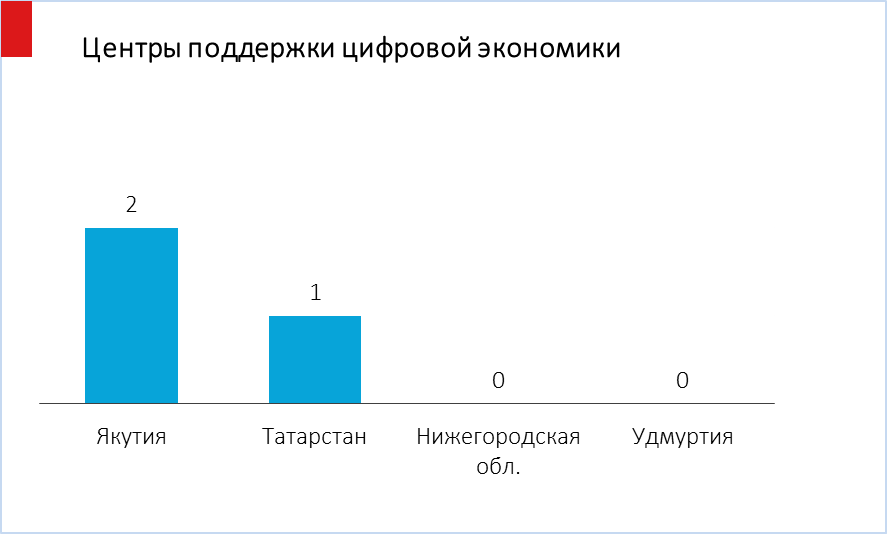 Центры поддержки цифровой экономики
2
1
0
0
Якутия
Татарстан
Нижегородская
обл.
Удмуртия